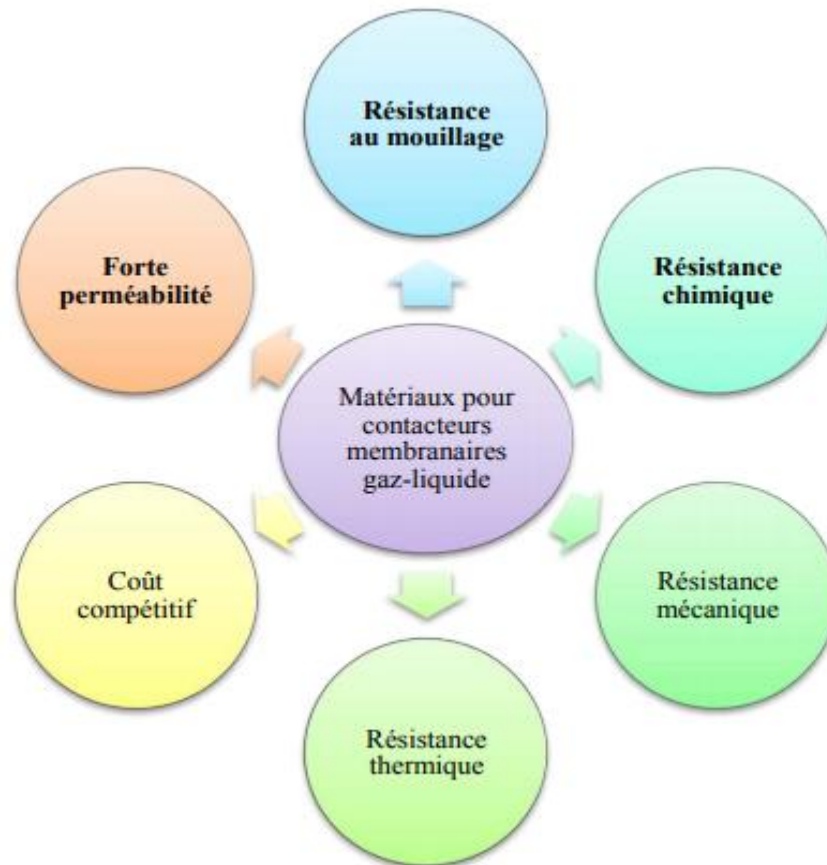 Résistance
au mouillage
Forte
perméabilité
Résistance
chimique
Matériaux pour
contacteurs
membranaires
gaz-liquide
Coût
compétitif
Résistance
mécanique
Résistance
thermique